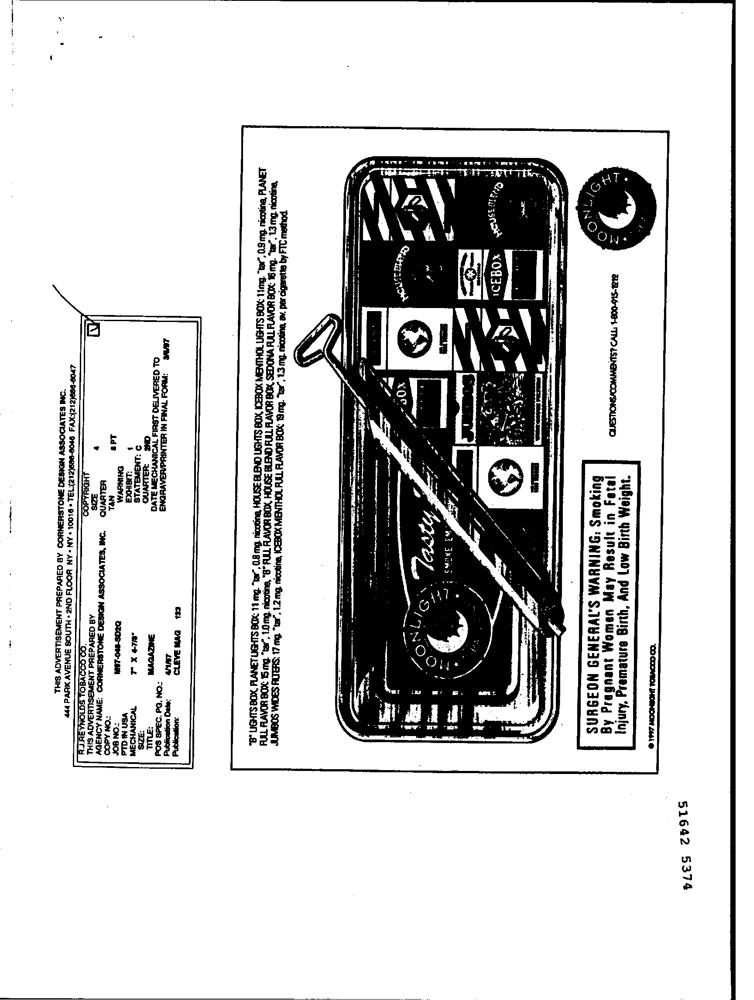 THIS ADVERTISEMENT PREPARED BY CORNERSTONE DESIGN ASSOCIATES INC.
444 PARK AVENUE SOUTH • 2ND FLOOR NY • NY • 10016 • TEL:(212)686-6046 FAX:(212)686-6047
R.J.REYNOLDS TOBACCO CO.
THIS ADVERTISEMENT PREPARED BY
AGENCY NAME: CORNERSTONE DESIGN ASSOCIATES, INC.
COPY NO.:
JOB NO.: M97-048-SD2Q
PTD IN USA
MECHANICAL
SIZE: 7" X 4-7/8"
TITLE:
POS SPEC. PG. NO.: MAGAZINE
Publication Date: 4/1/97
Publication: CLEVE MAG 123
COPYRIGHT
SIZE 4
QUARTER
T&N 8 PT
WARNING
EXHIBIT: 1
STATEMENT: C
QUARTER: 2ND
DATE MECHANICAL FIRST DELIVERED TO
ENGRAVER/PRINTER IN FINAL FORM:
"B" LIGHTS BOX, PLANET LIGHTS BOX: 11 mg. "tar", 0.8 mg. nicotine, HOUSE BLEND LIGHTS BOX, ICEBOX MENTHOL LIGHTS BOX: 11 mg. "tar", 0.9 mg. nicotine, PLANET
FULL FLAVOR BOX: 15 mg. "tar", 1.0 mg. nicotine, "B" FULL FLAVOR BOX, HOUSE BLEND FULL FLAVOR BOX, SEDONA FULL FLAVOR BOX: 16 mg. "tar", 1.3 mg. nicotine,
JUMBOS WIDES FILTERS: 17 mg. "tar", 1.2 mg. nicotine, ICEBOX MENTHOL FULL FLAVOR BOX: 19 mg. "tar", 1.3 mg. nicotine, av. per cigarette by FTC method.
HOUSE BLEND
HOUSE BLEND
ICEBOX
BOX
JUMBOS
Tasty
MOONLIGHT
MOONLIGHT
QUESTIONS/COMMENTS? CALL 1-800-915-1212
SURGEON GENERAL'S WARNING: Smoking
By Pregnant Women May Result in Fetal
Injury, Premature Birth, And Low Birth Weight.
© 1997 MOONLIGHT TOBACCO CO.
51642 5374